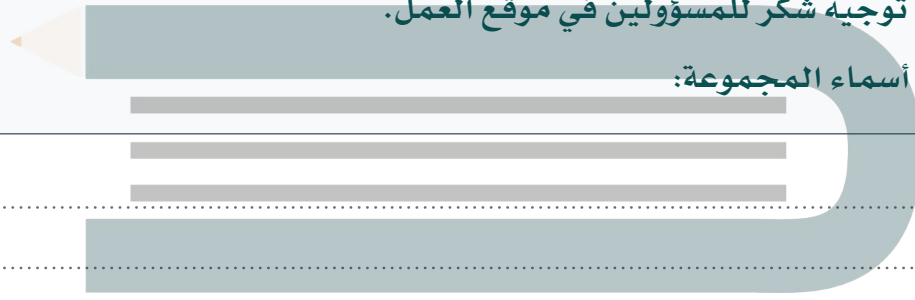 توجيه شكر للمسؤولين في موقع العمل.
أسماء المجموعة: